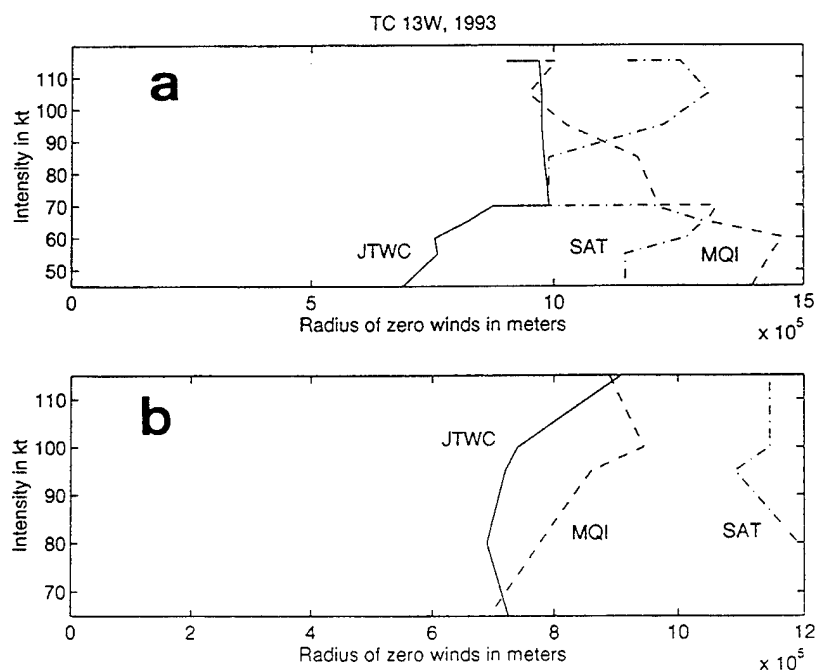 TC 13W, 1993
a
Intensity in kt
110
100
90
80
70
60
50
JTWC
SAT
MQI
0 5 10 15
Radius of zero winds in meters
x 10^5
b
Intensity in kt
110
100
90
80
70
JTWC
MQI
SAT
0 2 4 6 8 10 12
Radius of zero winds in meters
x 10^5